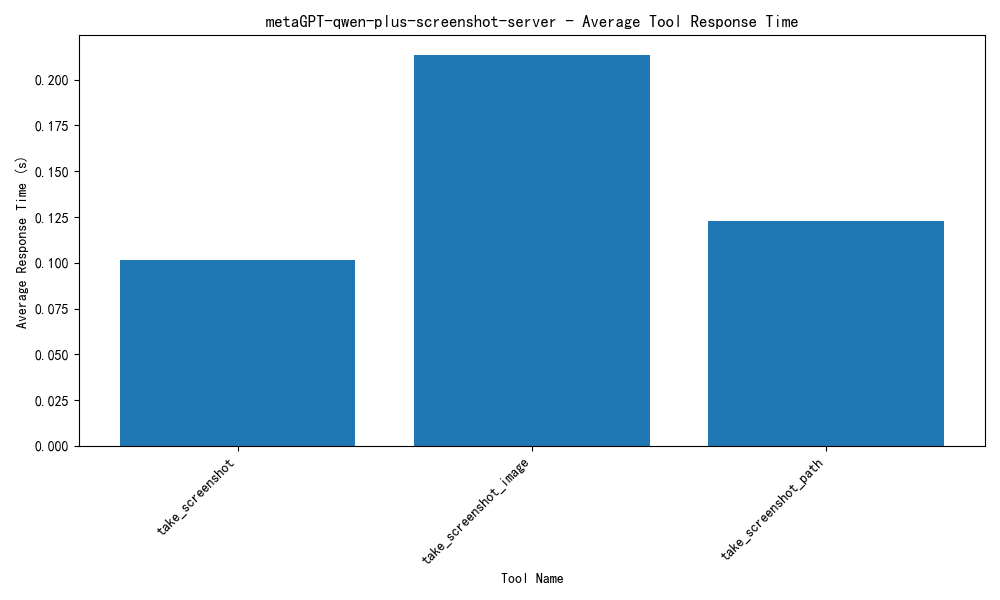 metaGPT-qwen-plus-screenshot-server - Average Tool Response Time
Average Response Time (s)
0.200
0.175
0.150
0.125
0.100
0.075
0.050
0.025
0.000
take_screenshot
take_screenshot_image
take_screenshot_path
Tool Name